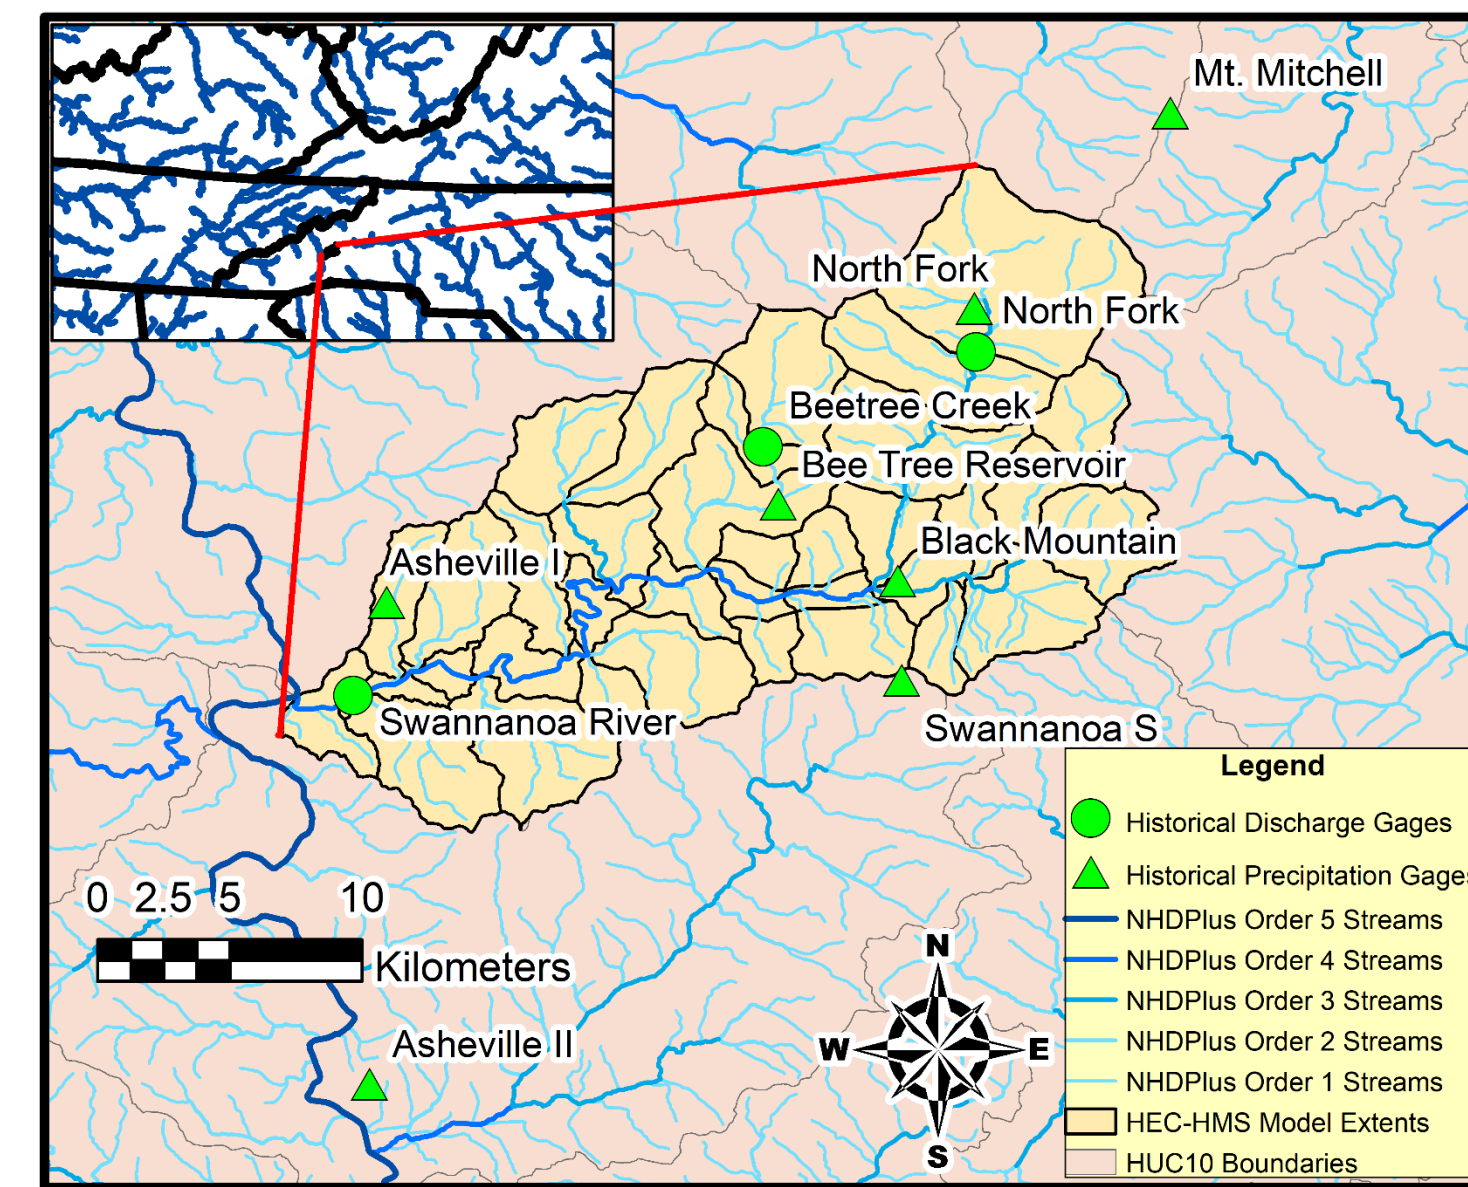 Mt. Mitchell
North Fork
North Fork
Beetree Creek
Bee Tree Reservoir
Black Mountain
Asheville I
Swannanoa River
Swannanoa S
0 2.5 5 10
Kilometers
Asheville II
N
W E
S
Legend
Historical Discharge Gages
Historical Precipitation Gages
NHDPlus Order 5 Streams
NHDPlus Order 4 Streams
NHDPlus Order 3 Streams
NHDPlus Order 2 Streams
NHDPlus Order 1 Streams
HEC-HMS Model Extents
HUC10 Boundaries